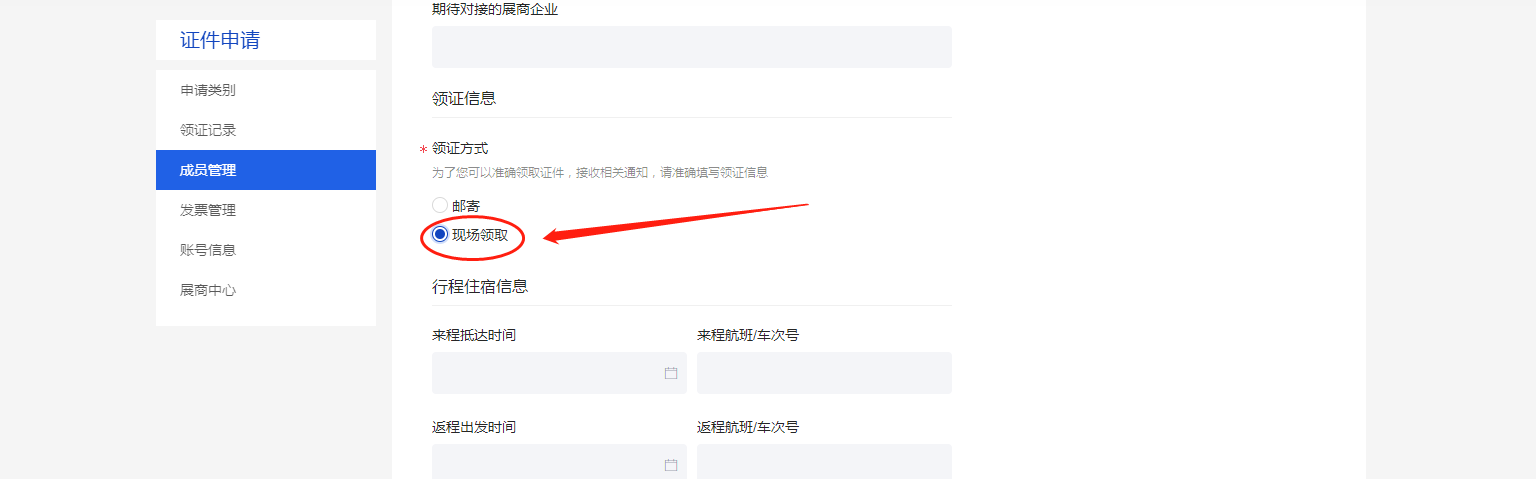 证件申请
申请类别
领证记录
成员管理
发票管理
账号信息
展商中心
期待对接的展商企业
领证信息
* 领证方式
为了您可以准确领取证件，接收相关通知，请准确填写领证信息
邮寄
现场领取
行程住宿信息
来程抵达时间 来程航班/车次号
返程出发时间 返程航班/车次号